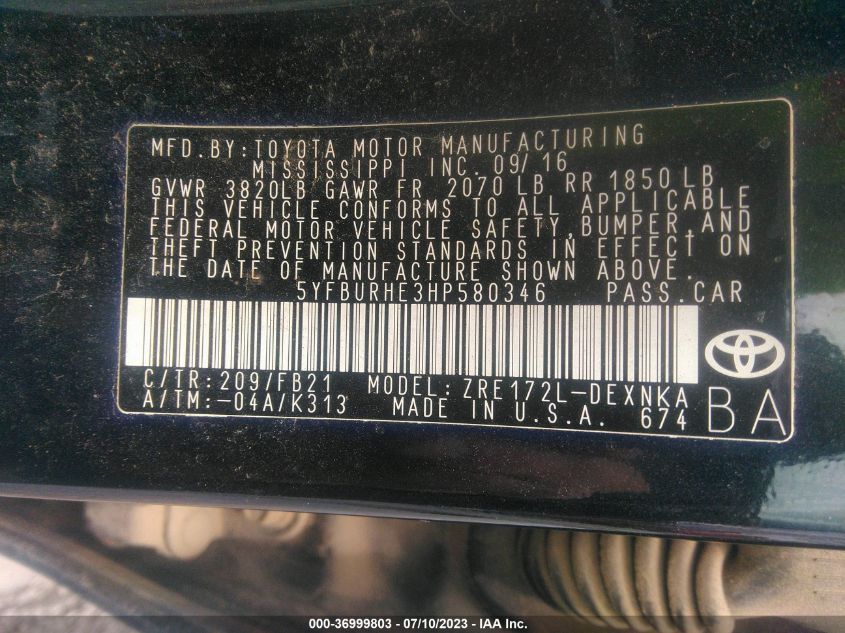 MFD.BY:TOYOTA MOTOR MANUFACTURING
MISSISSIPPI INC. 09/16
GVWR 3820LB GAWR FR 2070 LB RR 1850 LB
THIS VEHICLE CONFORMS TO ALL APPLICABLE
FEDERAL MOTOR VEHICLE SAFETY,BUMPER,AND
THEFT PREVENTION STANDARDS IN EFFECT ON
THE DATE OF MANUFACTURE SHOWN ABOVE.
5YFBURHE3HP580346 PASS.CAR
C/TR:209/FB21 MODEL:ZRE172L-DEXNKA
A/TM:-04A/K313 MADE IN U.S.A. 674
BA
000-36999803 - 07/10/2023 - IAA Inc.